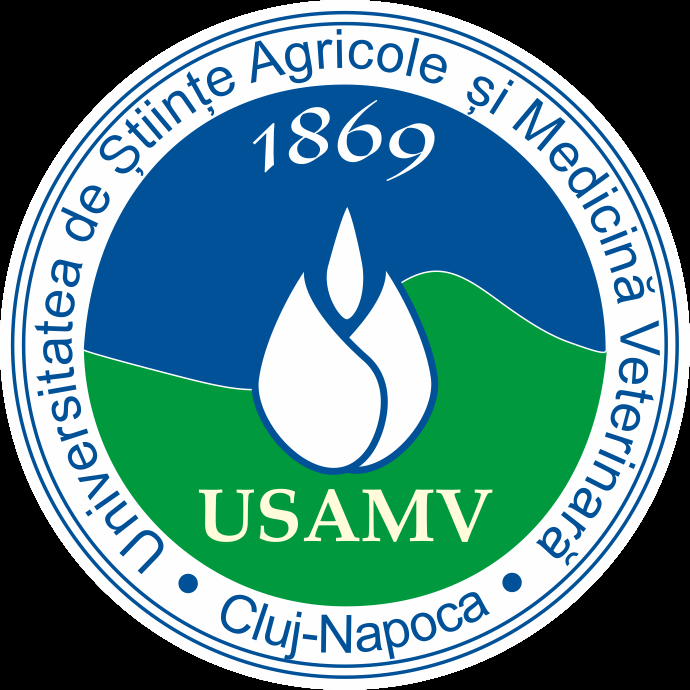 Universitatea de Științe Agricole și Medicină Veterinară
1869
USAMV
• Cluj-Napoca •